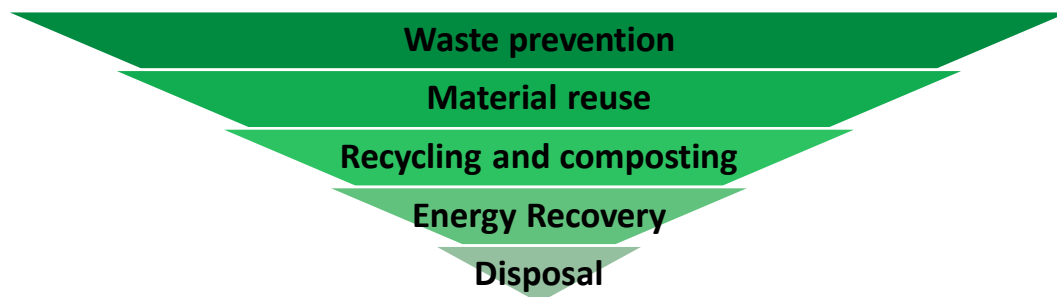 Waste prevention
Material reuse
Recycling and composting
Energy Recovery
Disposal